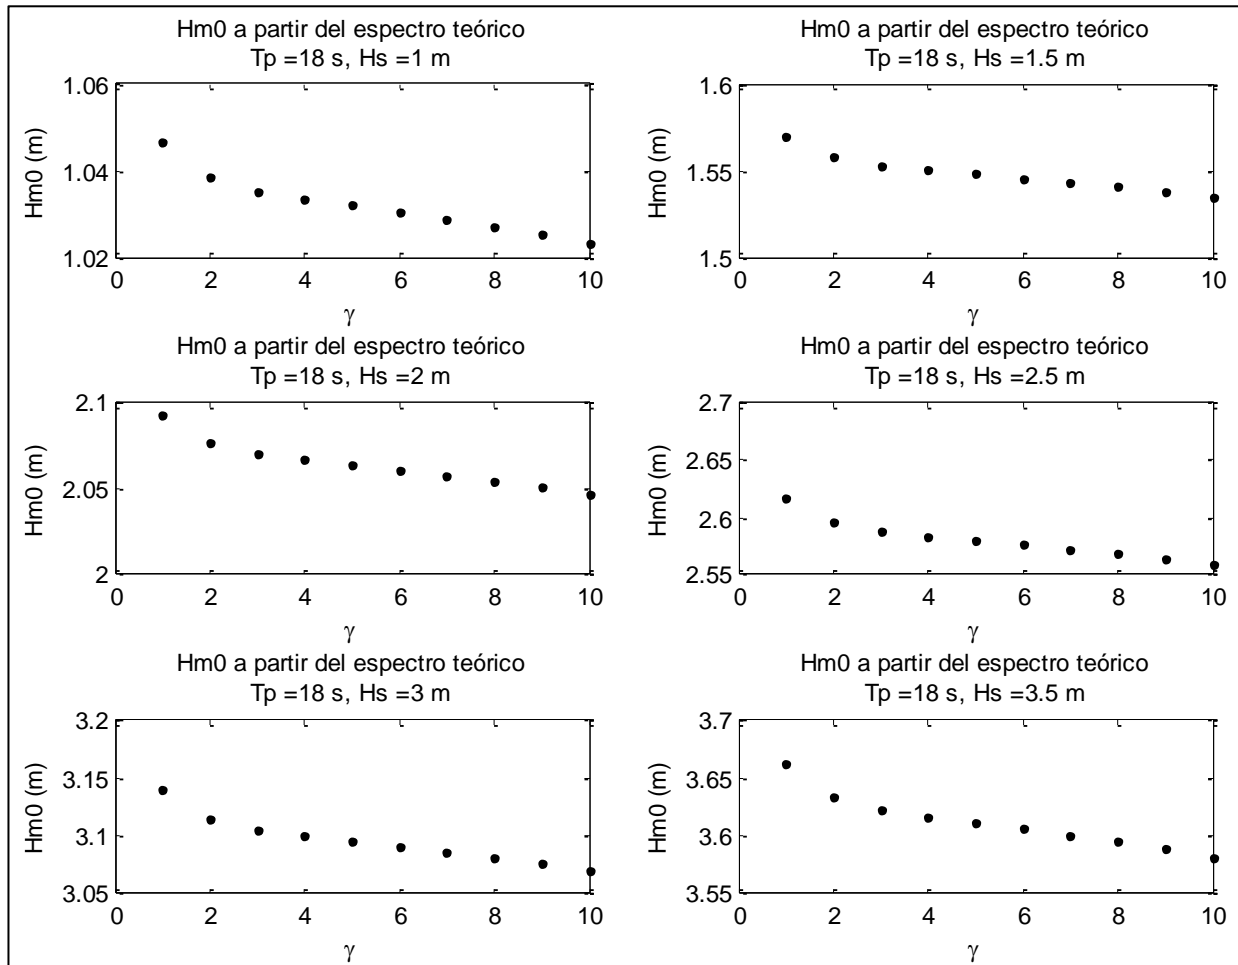 Hm0 a partir del espectro teórico
Tp =18 s, Hs =1 m
1.06
1.04
1.02
Hm0 (m)
0 2 4 6 8 10
γ
Hm0 a partir del espectro teórico
Tp =18 s, Hs =1.5 m
1.6
1.55
1.5
Hm0 (m)
0 2 4 6 8 10
γ
Hm0 a partir del espectro teórico
Tp =18 s, Hs =2 m
2.1
2.05
2
Hm0 (m)
0 2 4 6 8 10
γ
Hm0 a partir del espectro teórico
Tp =18 s, Hs =2.5 m
2.7
2.65
2.6
2.55
Hm0 (m)
0 2 4 6 8 10
γ
Hm0 a partir del espectro teórico
Tp =18 s, Hs =3 m
3.2
3.15
3.1
3.05
Hm0 (m)
0 2 4 6 8 10
γ
Hm0 a partir del espectro teórico
Tp =18 s, Hs =3.5 m
3.7
3.65
3.6
3.55
Hm0 (m)
0 2 4 6 8 10
γ